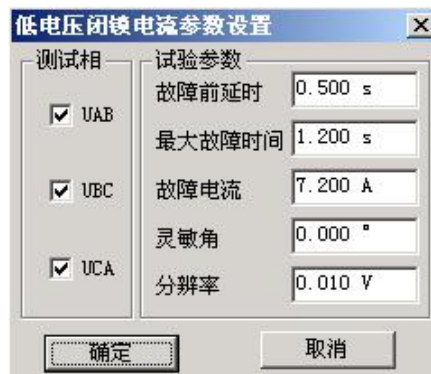 低电压闭锁电流参数设置
测试相
UAB
UBC
UCA
试验参数
故障前延时 0.500 s
最大故障时间 1.200 s
故障电流 7.200 A
灵敏角 0.000 °
分辨率 0.010 V
确定 取消